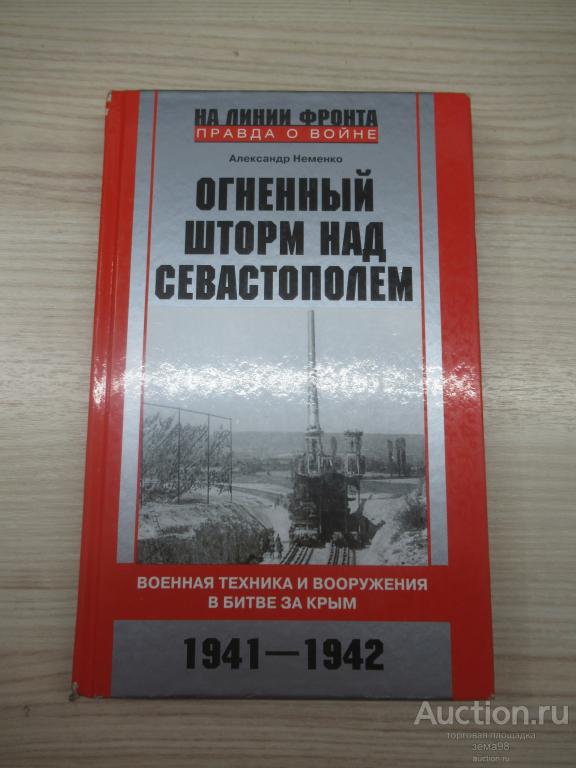 НА ЛИНИИ ФРОНТА
ПРАВДА О ВОЙНЕ
Александр Неменко
ОГНЕННЫЙ
ШТОРМ НАД
СЕВАСТОПОЛЕМ
ВОЕННАЯ ТЕХНИКА И ВООРУЖЕНИЯ
В БИТВЕ ЗА КРЫМ
1941—1942
Auction.ru
торговая площадка
зема98
auction.ru